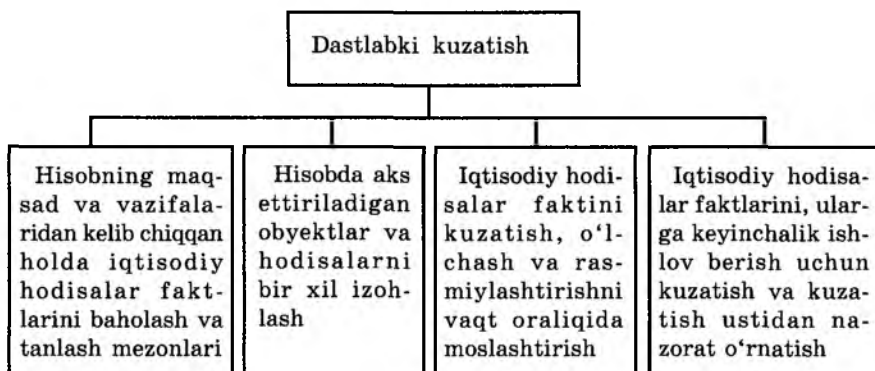 Dastlabki kuzatish
Hisobning maq-
sad va vazifala-
ridan kelib chiqqan
holda iqtisodiy
hodisalar fakt-
larini baholash va
tanlash mezonlari
Hisobda aks
ettiriladigan
obyektlar va
hodisalarni
bir xil izoh-
lash
Iqtisodiy hodi-
salar faktini
kuzatish, o‘l-
chash va ras-
miylashtirishni
vaqt oraliqida
moslashtirish
Iqtisodiy hodisa-
lar faktlarini, ular-
ga keyinchalik ish-
lov berish uchun
kuzatish va kuza-
tish ustidan na-
zorat o‘rnatish